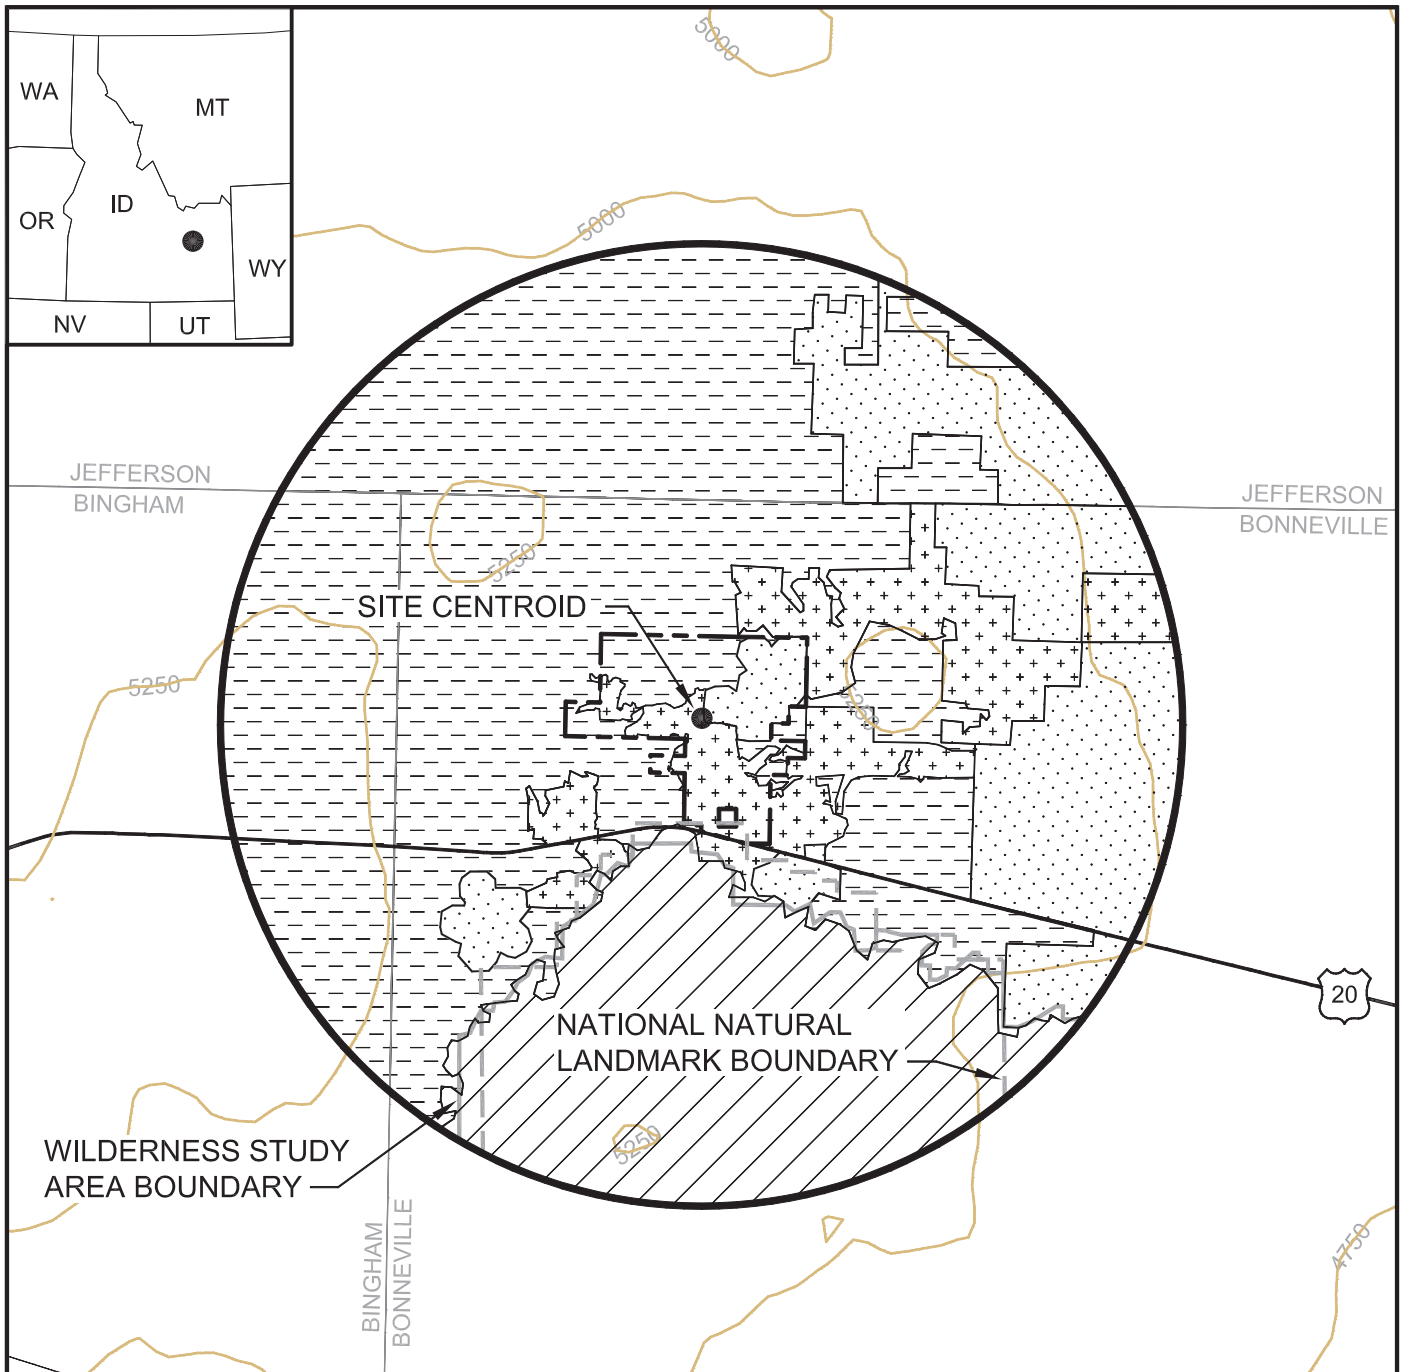 5000
WA
MT
OR
ID
WY
NV
UT
5000
JEFFERSON
BINGHAM
JEFFERSON
BONNEVILLE
5250
SITE CENTROID
5250
5250
20
NATIONAL NATURAL
LANDMARK BOUNDARY
5250
WILDERNESS STUDY
AREA BOUNDARY
BINGHAM
BONNEVILLE
4750